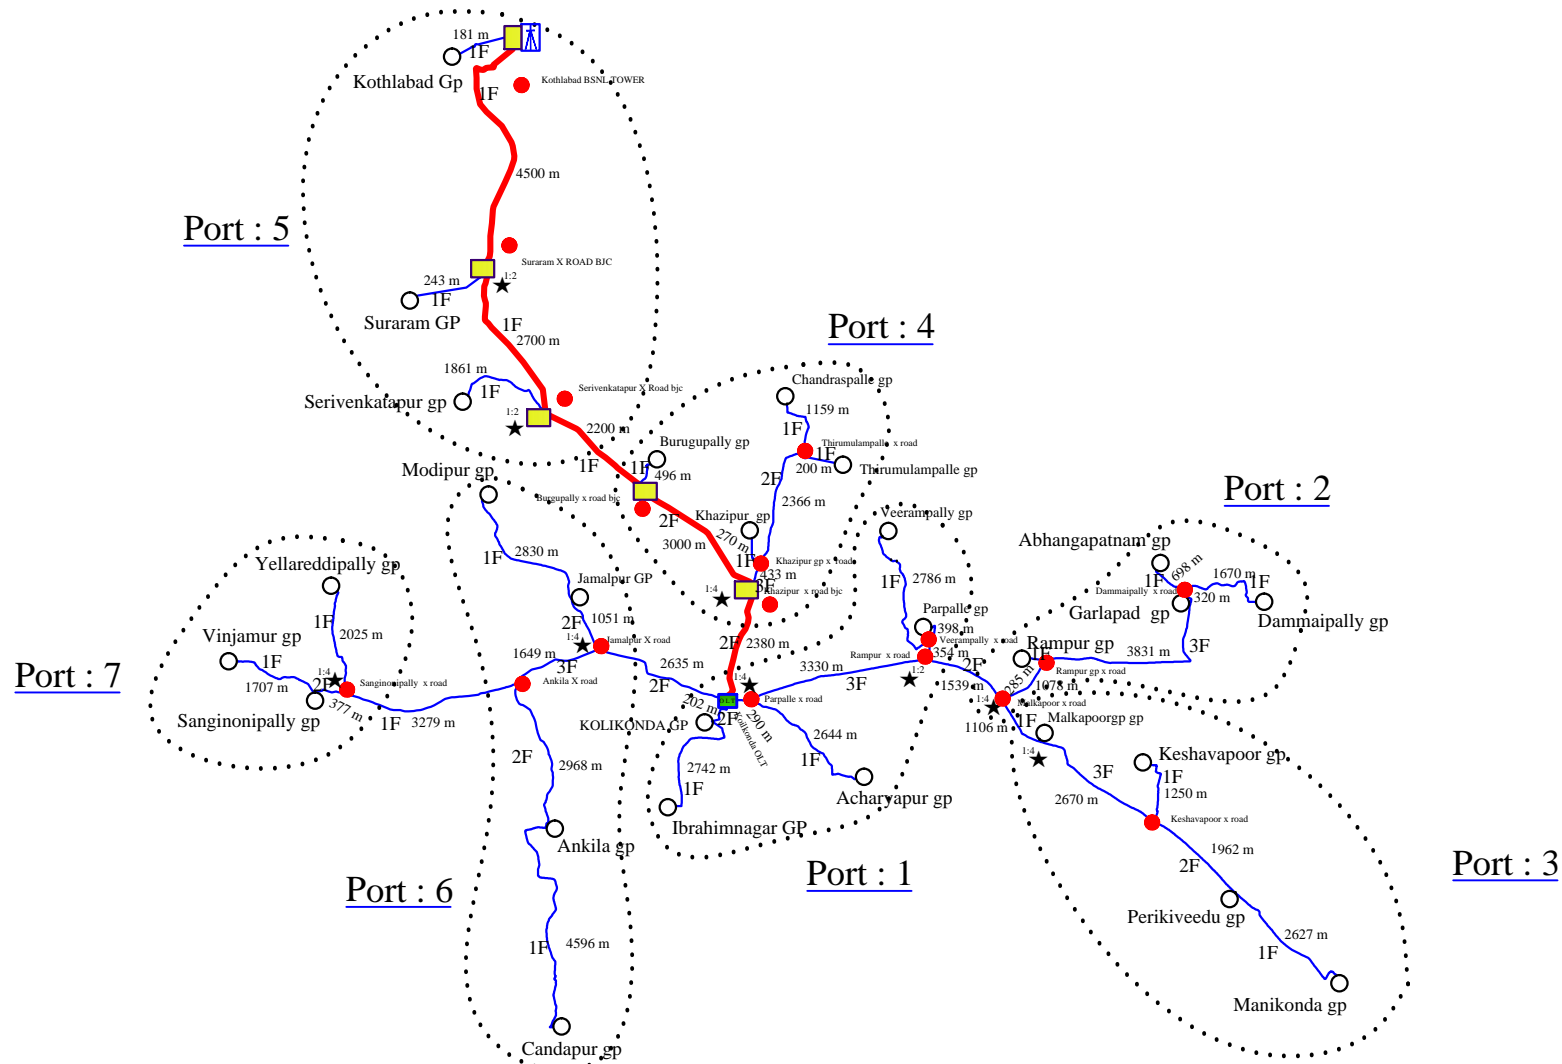 181 m
1F
Kothlabad Gp
1F
Kothlabad BSNL TOWER
4500 m
Port : 5
Suraram X ROAD BJC
1:2
243 m
1F
Suraram GP
1F
2700 m
Port : 4
1861 m
1F
Serivenkatapur gp
Serivenkatapur X Road bjc
1:2
2200 m
1F
Chandraspalle gp
1159 m
1F
Thirumulampalle x road
1F
200 m
Thirumulampalle gp
2F
2366 m
Burugupally gp
1F
496 m
Burgupally x road bjc
2F
3000 m
Khazipur gp
270 m
1F
Khazipur gp x road
433 m
3F
Khazipur x road bjc
1:4
2F
2380 m
Modipur gp
1F
2830 m
Jamalpur GP
1051 m
2F
1:4
Jamalpur X road
Port : 2
Veerampally gp
1F
2786 m
Parpalle gp
398 m
Veerampally x road
354 m
Rampur x road
1:2
Abhangapatnam gp
1F
698 m
1670 m
1F
Dammaipally x road
320 m
Garlapad gp
Dammaipally gp
3F
Rampur gp
1F
3831 m
Rampur gp x road
285 m
1078 m
Yellareddipally gp
1F
2025 m
Vinjamur gp
1F
1707 m
1:4
2F
Sanginonipally x road
377 m
Sanginonipally gp
Port : 7
1F
3279 m
1649 m
3F
Ankila X road
2635 m
2F
3330 m
3F
2F
1539 m
1:4
Malkapoor x road
1106 m
1F
Malkapoorgp gp
1:4
OLT
1:4
Parpalle x road
202 m
KOLIKONDA GP
2F
Koilkonda OLT
290 m
2644 m
1F
Acharyapur gp
2742 m
1F
Ibrahimnagar GP
2F
2968 m
Ankila gp
3F
2670 m
Keshavapoor gp
1F
1250 m
Keshavapoor x road
1962 m
2F
Perikiveedu gp
2627 m
1F
Manikonda gp
Port : 6
Port : 1
Port : 3
1F
4596 m
Candapur gp